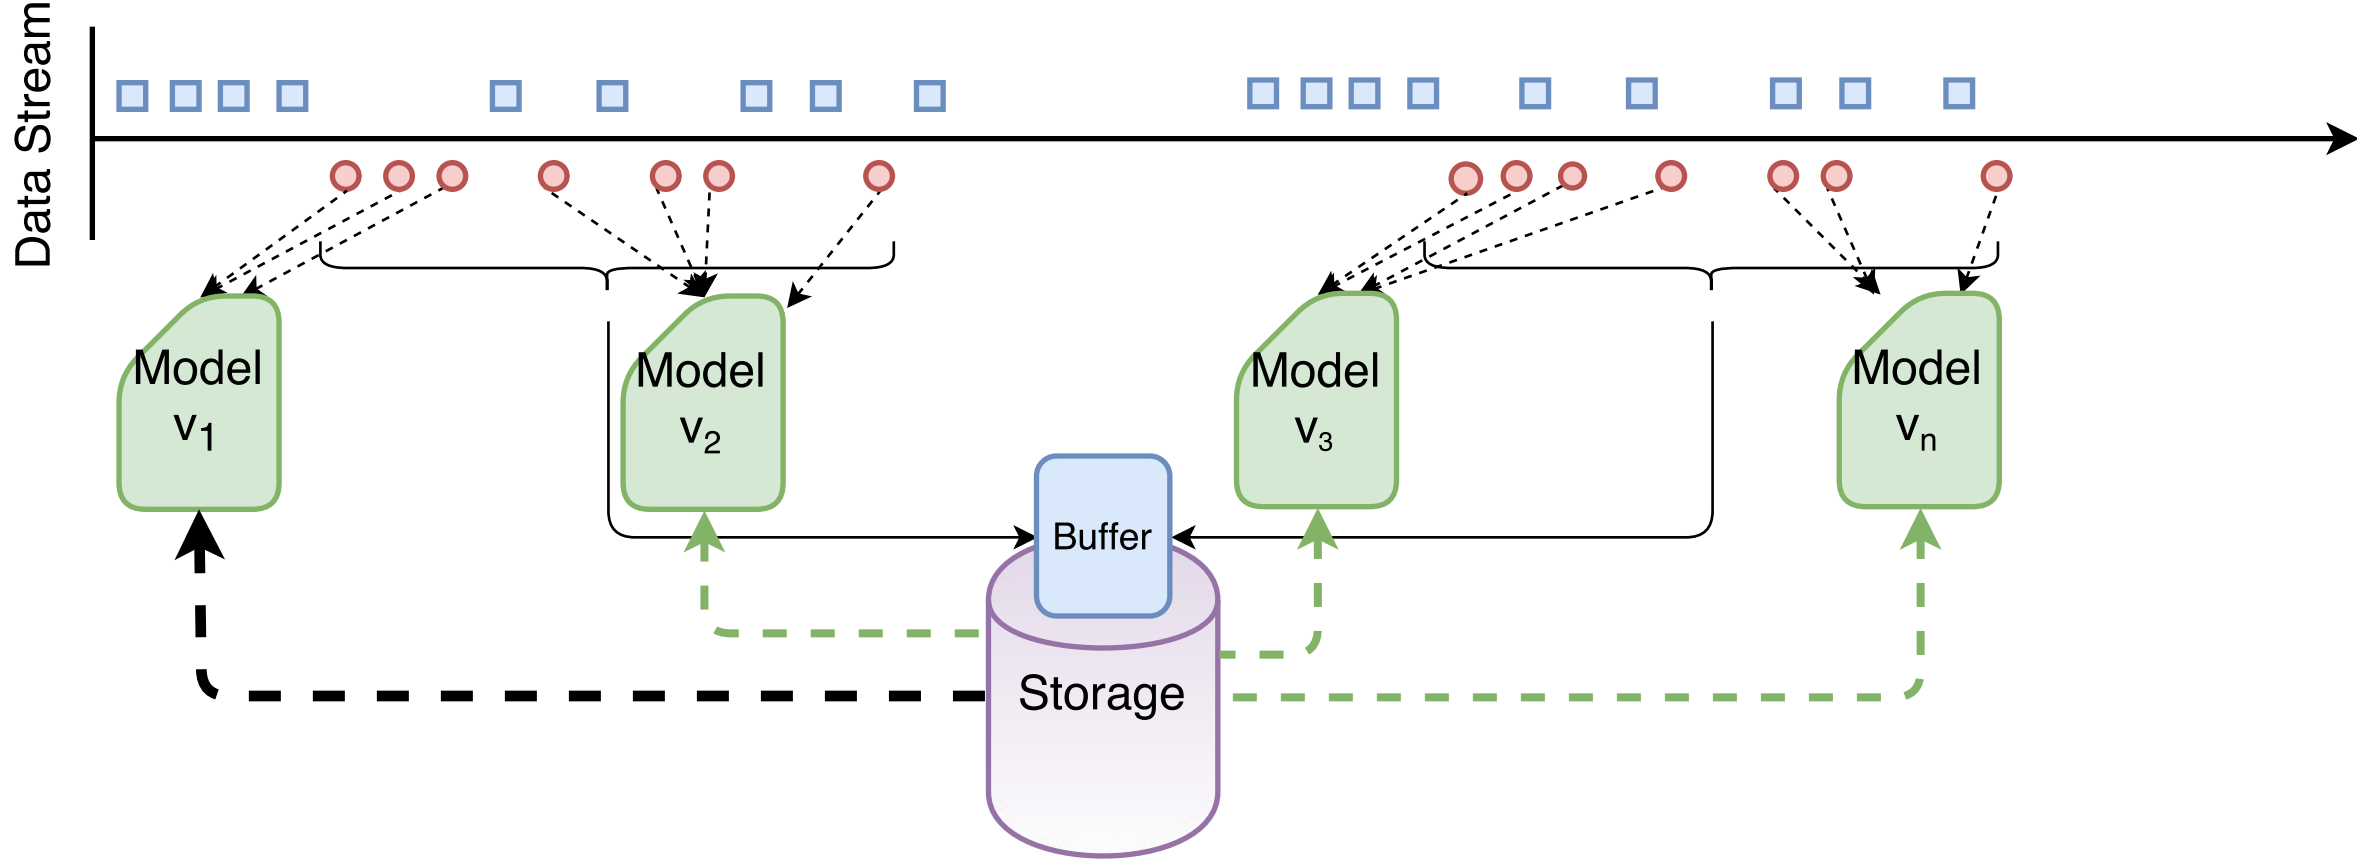 Data Stream
Model
v1
Model
v2
Model
v3
Model
vn
Buffer
Storage